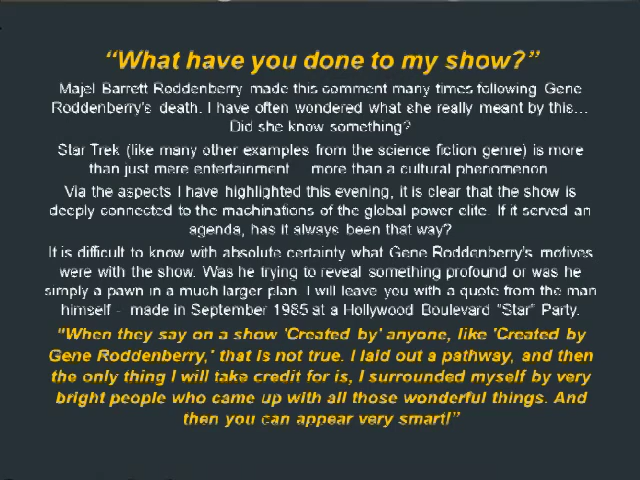 “What have you done to my show?”
Majel Barrett Roddenberry made this comment many times following Gene
Roddenberry's death. I have often wondered what she really meant by this...
Did she know something?
Star Trek (like many other examples from the science fiction genre) is more
than just mere entertainment more than a cultural phenomenon
Via the aspects I have highlighted this evening, it is clear that the show is
deeply connected to the machinations of the global power elite. If it served an
agenda, has it always been that way?
It is difficult to know with absolute certainty what Gene Roddenberry's motives
were with the show. Was he trying to reveal something profound or was he
simply a pawn in a much larger plan. I will leave you with a quote from the man
himself - made in September 1985 at a Hollywood Boulevard “Star” Party.
“When they say on a show 'Created by' anyone, like 'Created by
Gene Roddenberry,' that is not true. I laid out a pathway, and then
the only thing I will take credit for is, I surrounded myself by very
bright people who came up with all those wonderful things. And
then you can appear very smart!”